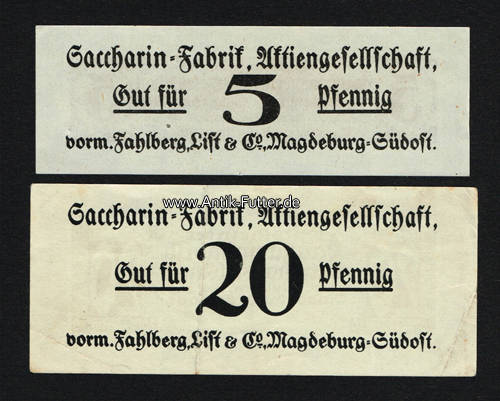 Saccharin-Fabrik, Aktiengesellschaft,
Gut für 5 Pfennig
vorm. Fahlberg, List & Co., Magdeburg-Südost.
www.Antik-Futter.de
Saccharin-Fabrik, Aktiengesellschaft,
Gut für 20 Pfennig
vorm. Fahlberg, List & Co., Magdeburg-Südost.